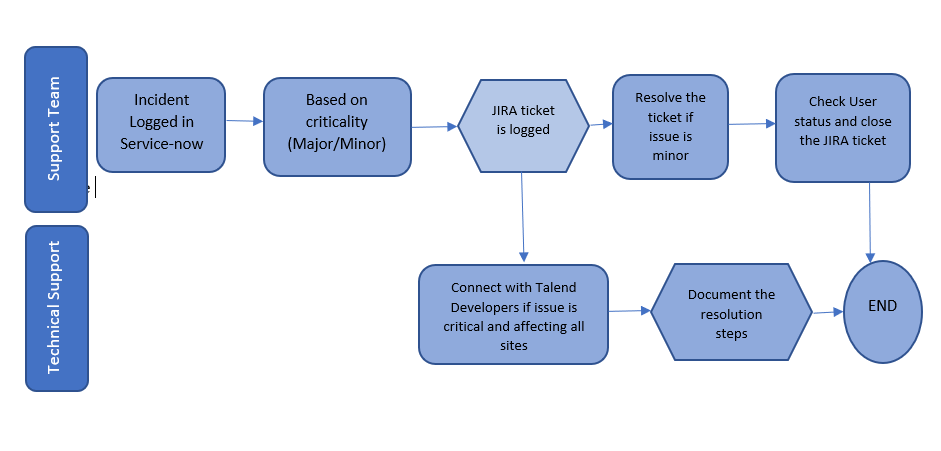 Support Team
Incident
Logged in
Service-now
Based on
criticality
(Major/Minor)
JIRA ticket
is logged
Resolve the
ticket if
issue is
minor
Check User
status and close
the JIRA ticket
Technical Support
Connect with Talend
Developers if issue is
critical and affecting all
sites
Document the
resolution
steps
END